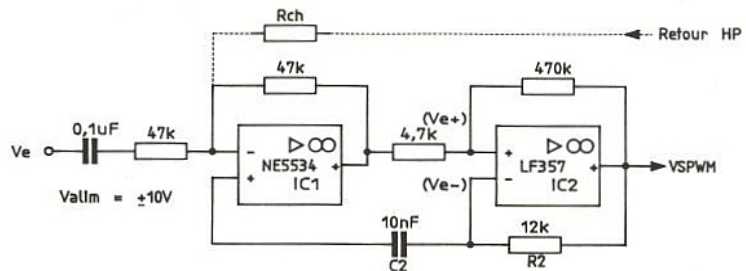 Rch
Retour HP
47k
470k
0,1uF
47k
Ve
NE5534
IC1
4,7k
(Ve+)
(Ve-)
LF357
IC2
VSPWM
Valim = ±10V
10nF
C2
12k
R2